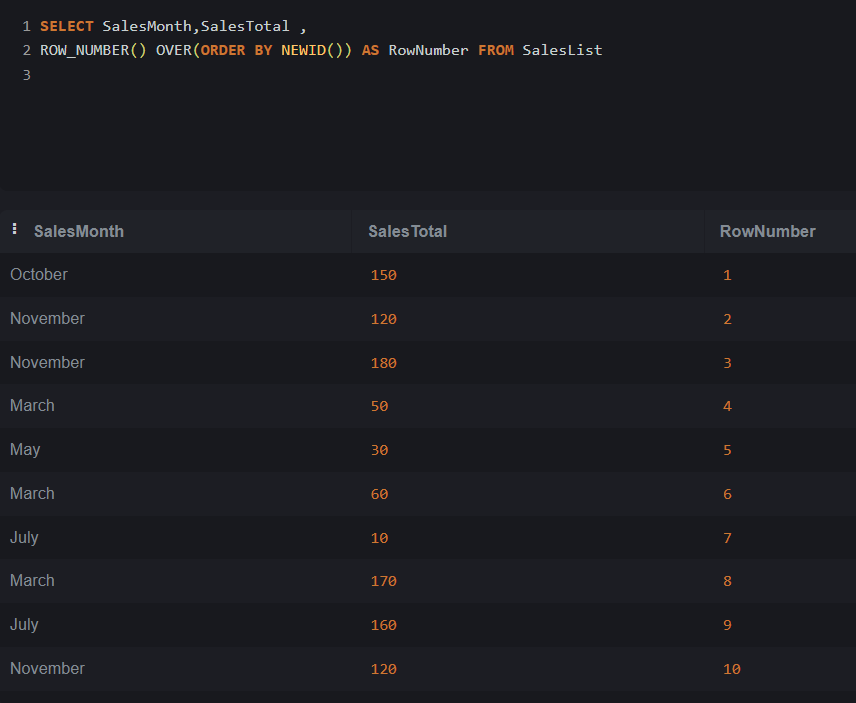 1 SELECT SalesMonth,SalesTotal ,
2 ROW_NUMBER() OVER(ORDER BY NEWID()) AS RowNumber FROM SalesList
3
SalesMonth SalesTotal RowNumber
October 150 1
November 120 2
November 180 3
March 50 4
May 30 5
March 60 6
July 10 7
March 170 8
July 160 9
November 120 10